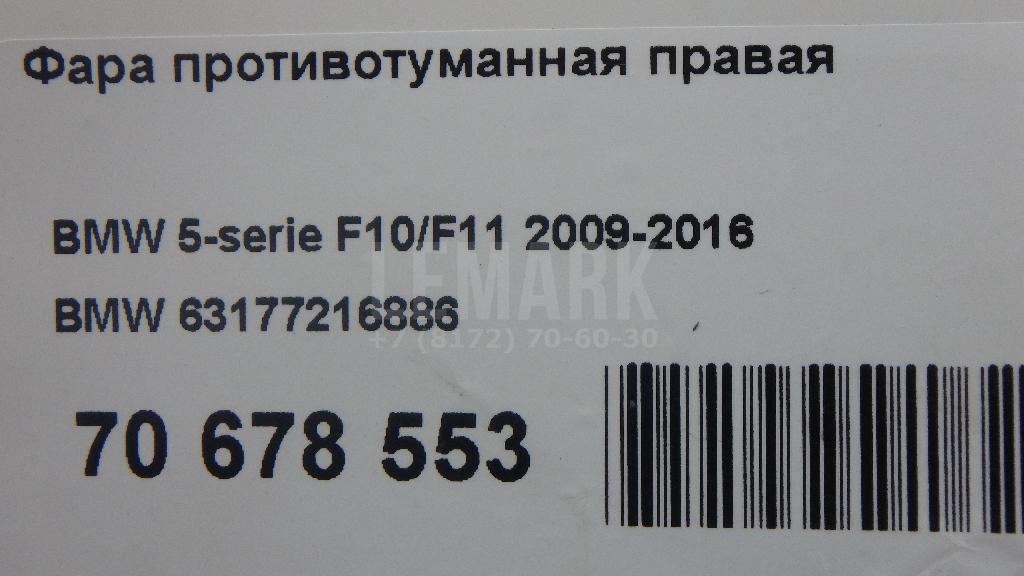 Фара противотуманная правая
BMW 5-serie F10/F11 2009-2016
LEMARK
BMW 63177216886
+7 (8172) 70-60-30
70 678 553